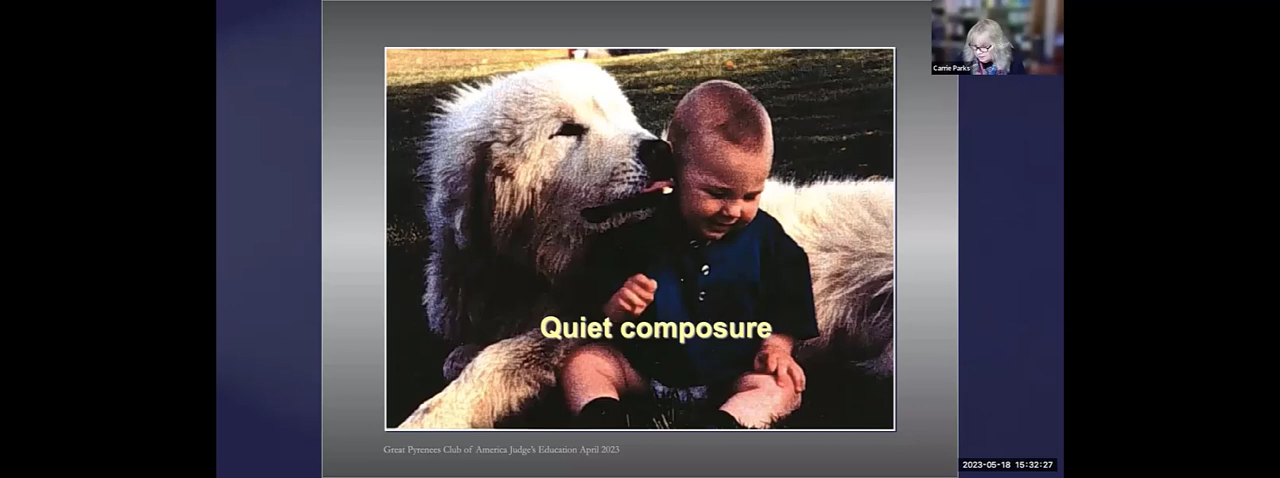 Carrie Parks
Quiet composure
Great Pyrenees Club of America Judge's Education April 2023
2023-05-18 15:32:27